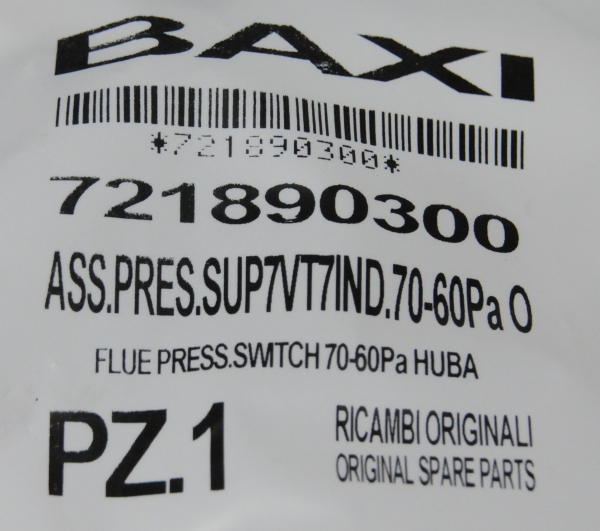 BAXI
*721890300*
721890300
ASS.PRES.SUP7VT7IND.70-60Pa O
FLUE PRESS.SWITCH 70-60Pa HUBA
PZ.1
RICAMBI ORIGINALI
ORIGINAL SPARE PARTS